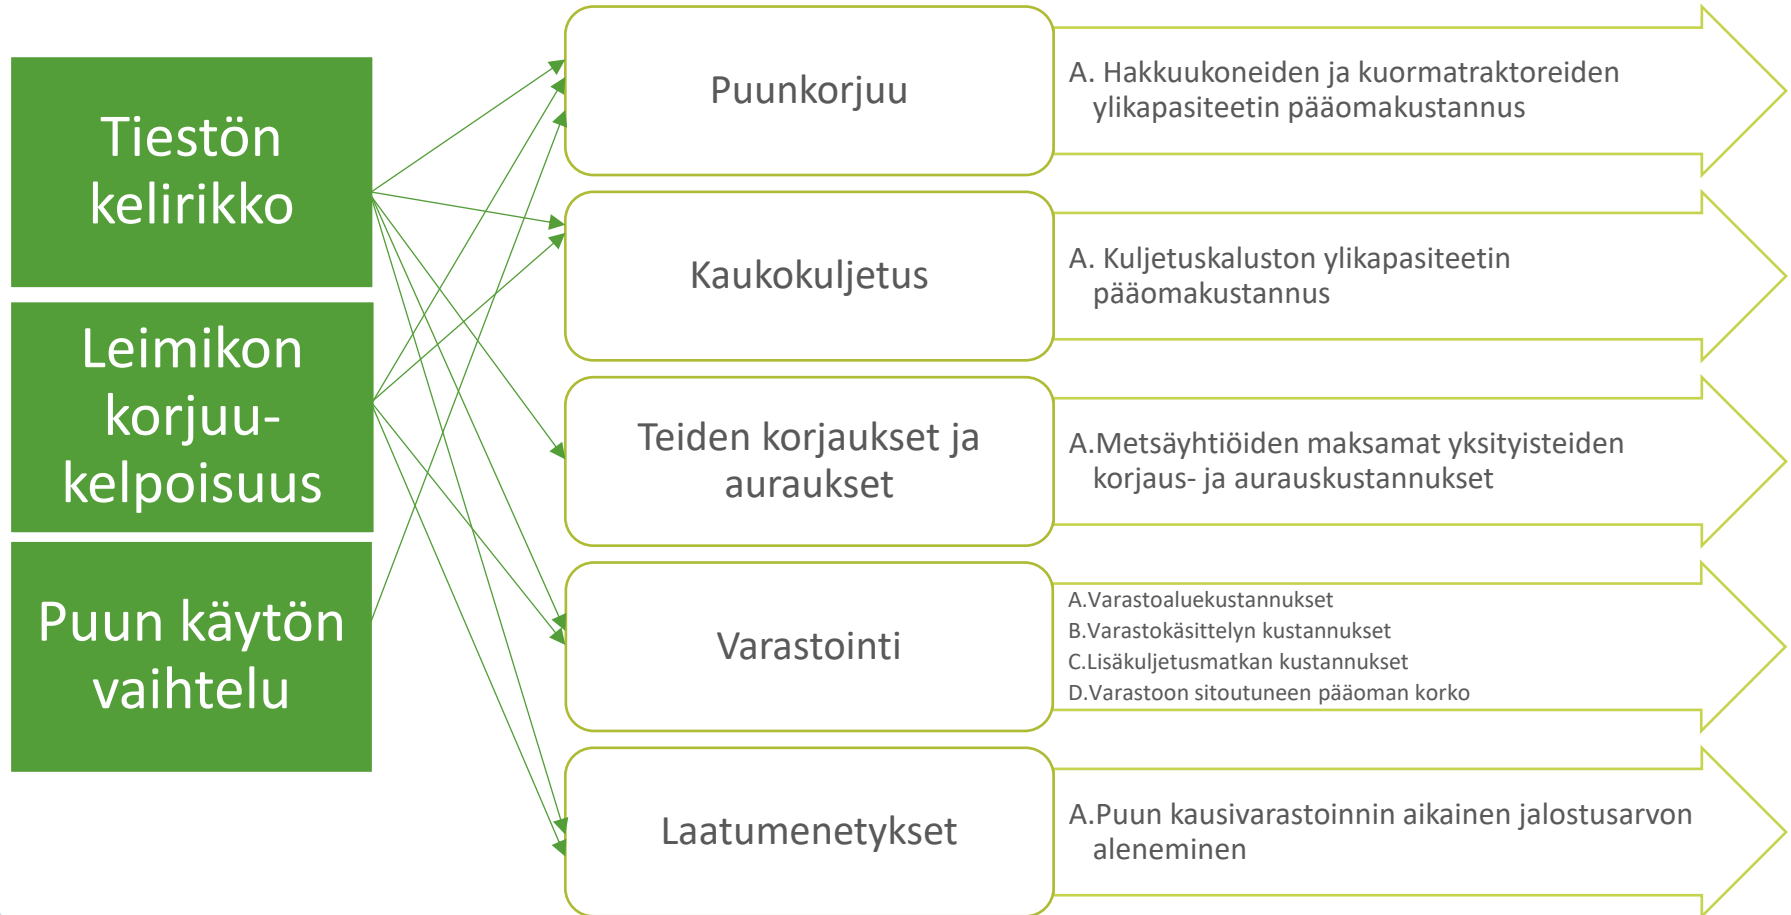 Tiestön
kelirikko
Leimikon
korjuu-
kelpoisuus
Puun käytön
vaihtelu
Puunkorjuu
A. Hakkuukoneiden ja kuormatraktoreiden
ylikapasiteetin pääomakustannus
Kaukokuljetus
A. Kuljetuskaluston ylikapasiteetin
pääomakustannus
Teiden korjaukset ja
auraukset
A.Metsäyhtiöiden maksamat yksityisteiden
korjaus- ja aurauskustannukset
Varastointi
A.Varastoaluekustannukset
B.Varastokäsittelyn kustannukset
C.Lisäkuljetusmatkan kustannukset
D.Varastoon sitoutuneen pääoman korko
Laatumenetykset
A.Puun kausivarastoinnin aikainen jalostusarvon
aleneminen